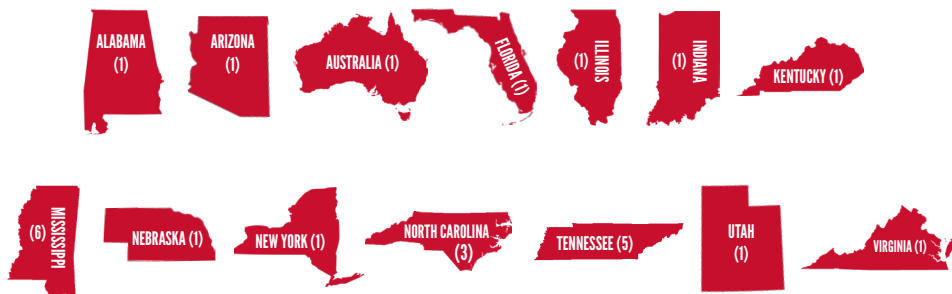 ALABAMA
(1)
ARIZONA
(1)
AUSTRALIA (1)
FLORIDA (1)
ILLINOIS
(1)
INDIANA
(1)
KENTUCKY (1)
MISSISSIPPI
(6)
NEBRASKA (1)
NEW YORK (1)
NORTH CAROLINA
(3)
TENNESSEE (5)
UTAH
(1)
VIRGINIA (1)